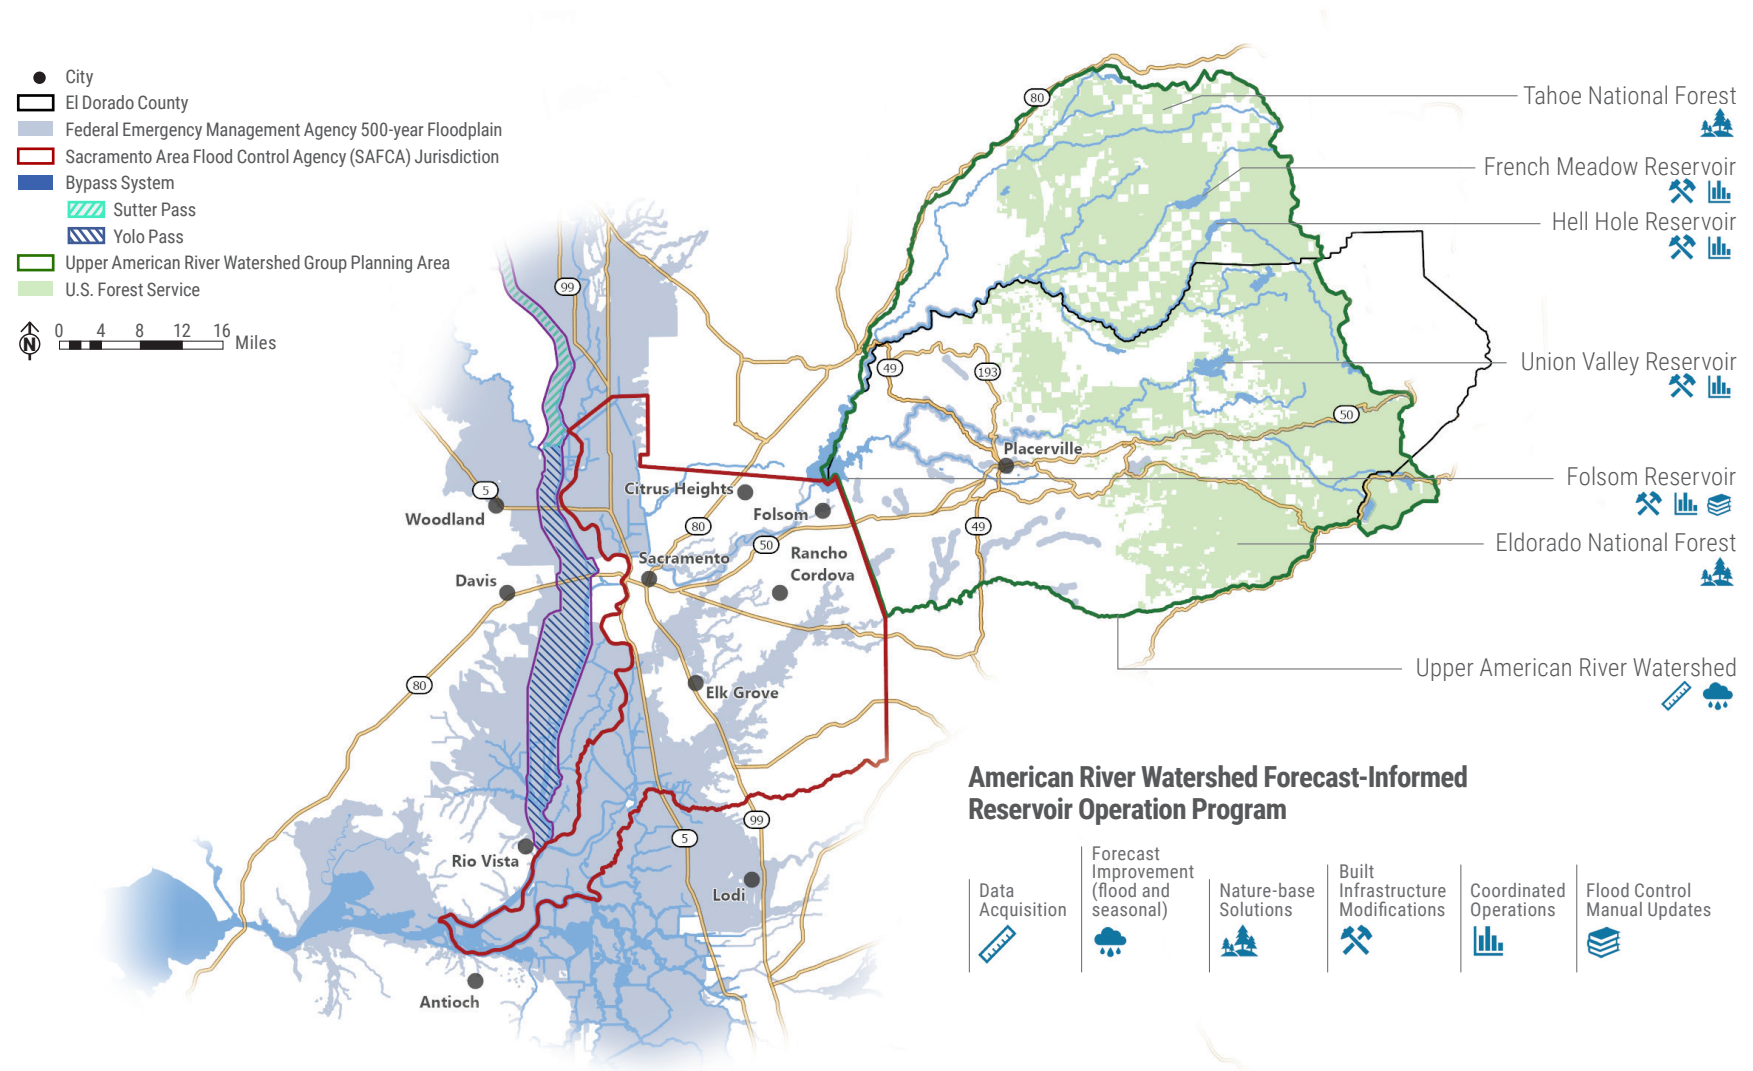 City
El Dorado County
Federal Emergency Management Agency 500-year Floodplain
Sacramento Area Flood Control Agency (SAFCA) Jurisdiction
Bypass System
Sutter Pass
Yolo Pass
Upper American River Watershed Group Planning Area
U.S. Forest Service
N
0 4 8 12 16 Miles
80
99
49
193
50
5
80
50
49
80
5
99
Placerville
Citrus Heights
Folsom
Woodland
Sacramento
Rancho
Cordova
Davis
Elk Grove
Rio Vista
Lodi
Antioch
Tahoe National Forest
French Meadow Reservoir
Hell Hole Reservoir
Union Valley Reservoir
Folsom Reservoir
Eldorado National Forest
Upper American River Watershed
American River Watershed Forecast-Informed
Reservoir Operation Program
Data
Acquisition
Forecast
Improvement
(flood and
seasonal)
Nature-base
Solutions
Built
Infrastructure
Modifications
Coordinated
Operations
Flood Control
Manual Updates